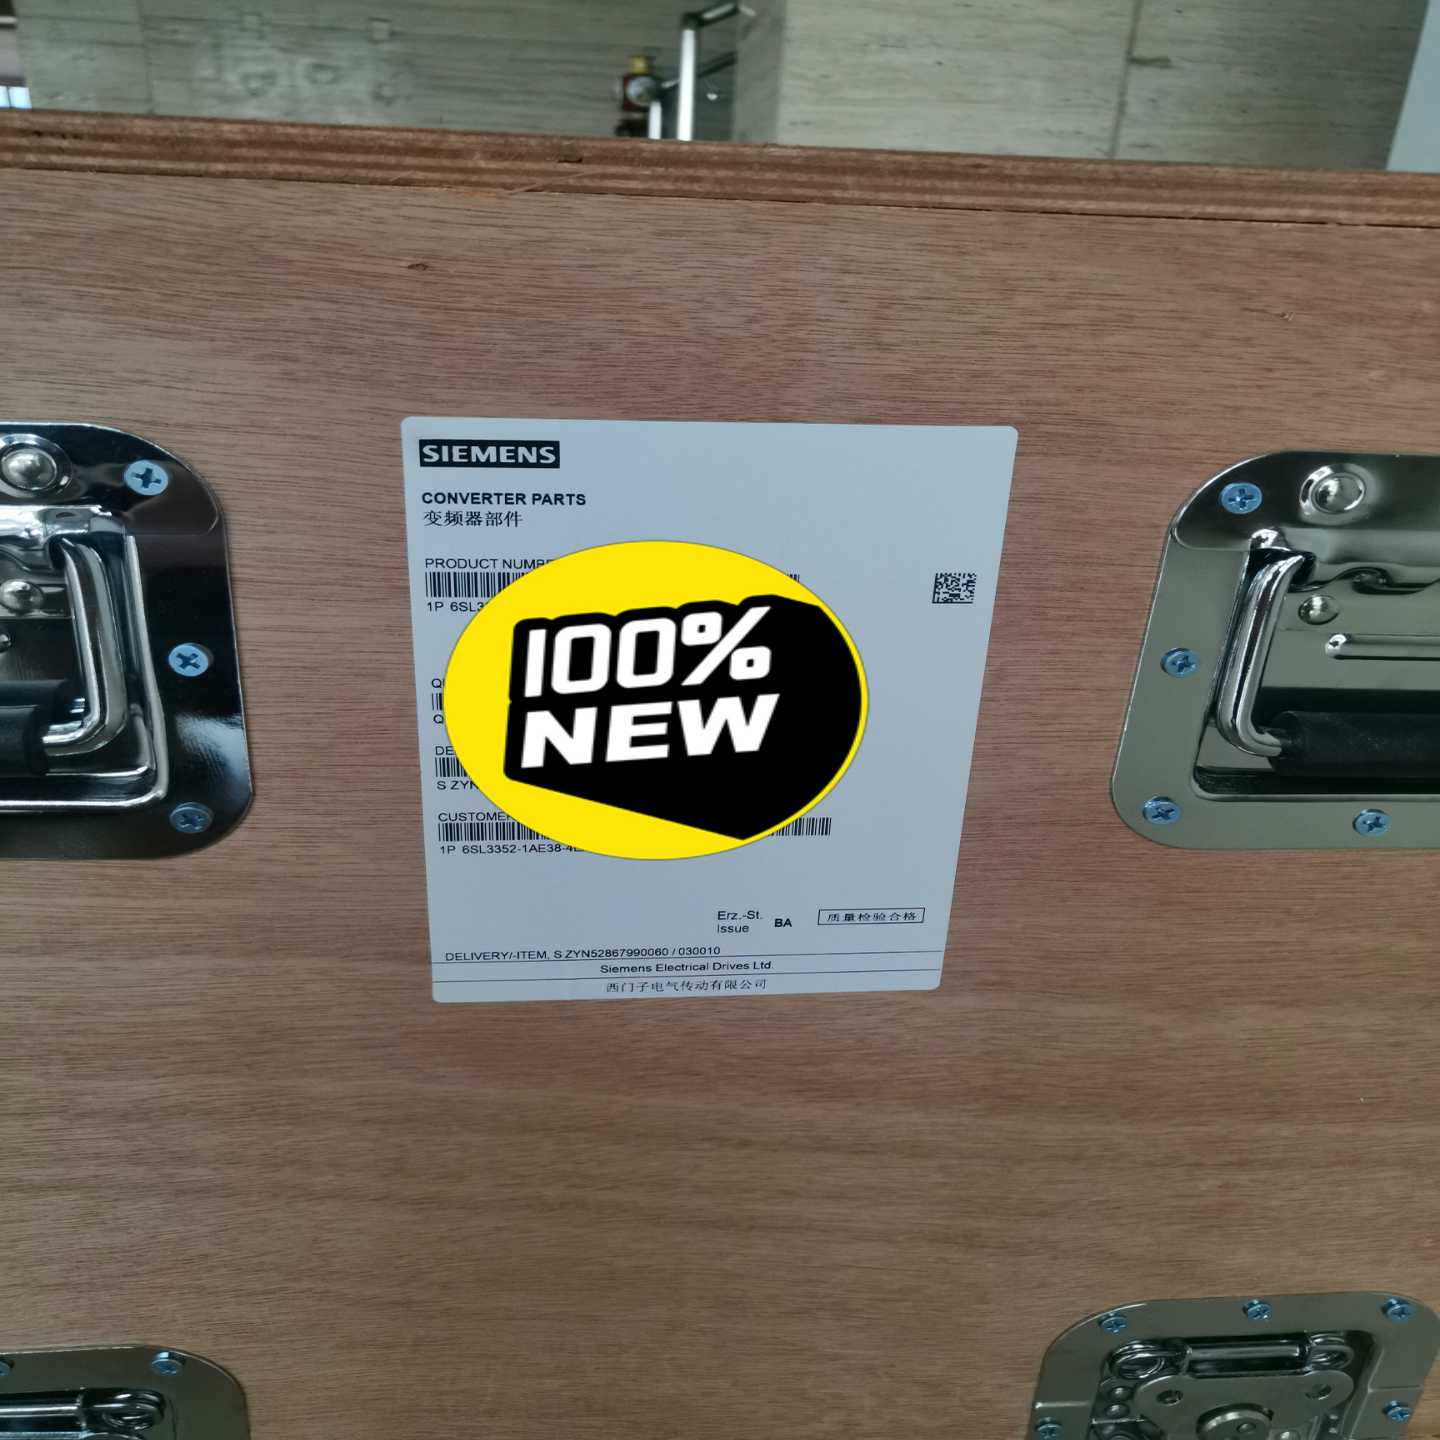 SIEMENS
CONVERTER PARTS
变频器部件
PRODUCT
1P 6SL3
100%
NEW
S ZYN
CUSTOMER
1P 6SL3352-1AE38-4
Erz.-St.
Issue
BA
质量检验合格
DELIVERY/-ITEM, S ZYN52867990060 / 030010
Siemens Electrical Drives Ltd.
西门子电气传动有限公司